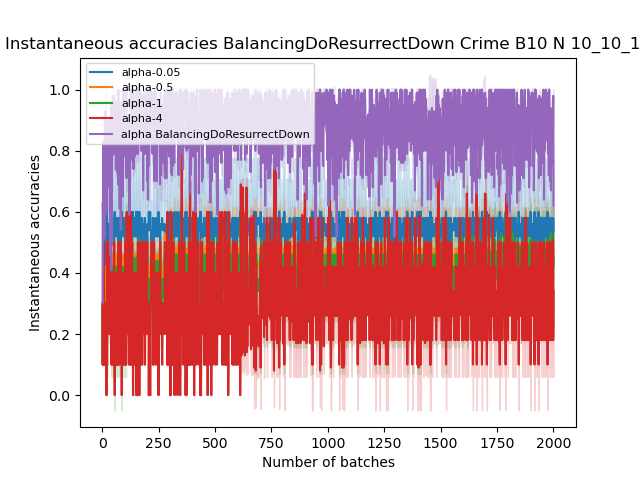 Instantaneous accuracies BalancingDoResurrectDown Crime B10 N 10_10_1
alpha-0.05
alpha-0.5
alpha-1
alpha-4
alpha BalancingDoResurrectDown
1.0
0.8
0.6
0.4
0.2
0.0
Instantaneous accuracies
0
250
500
750
1000
1250
1500
1750
2000
Number of batches